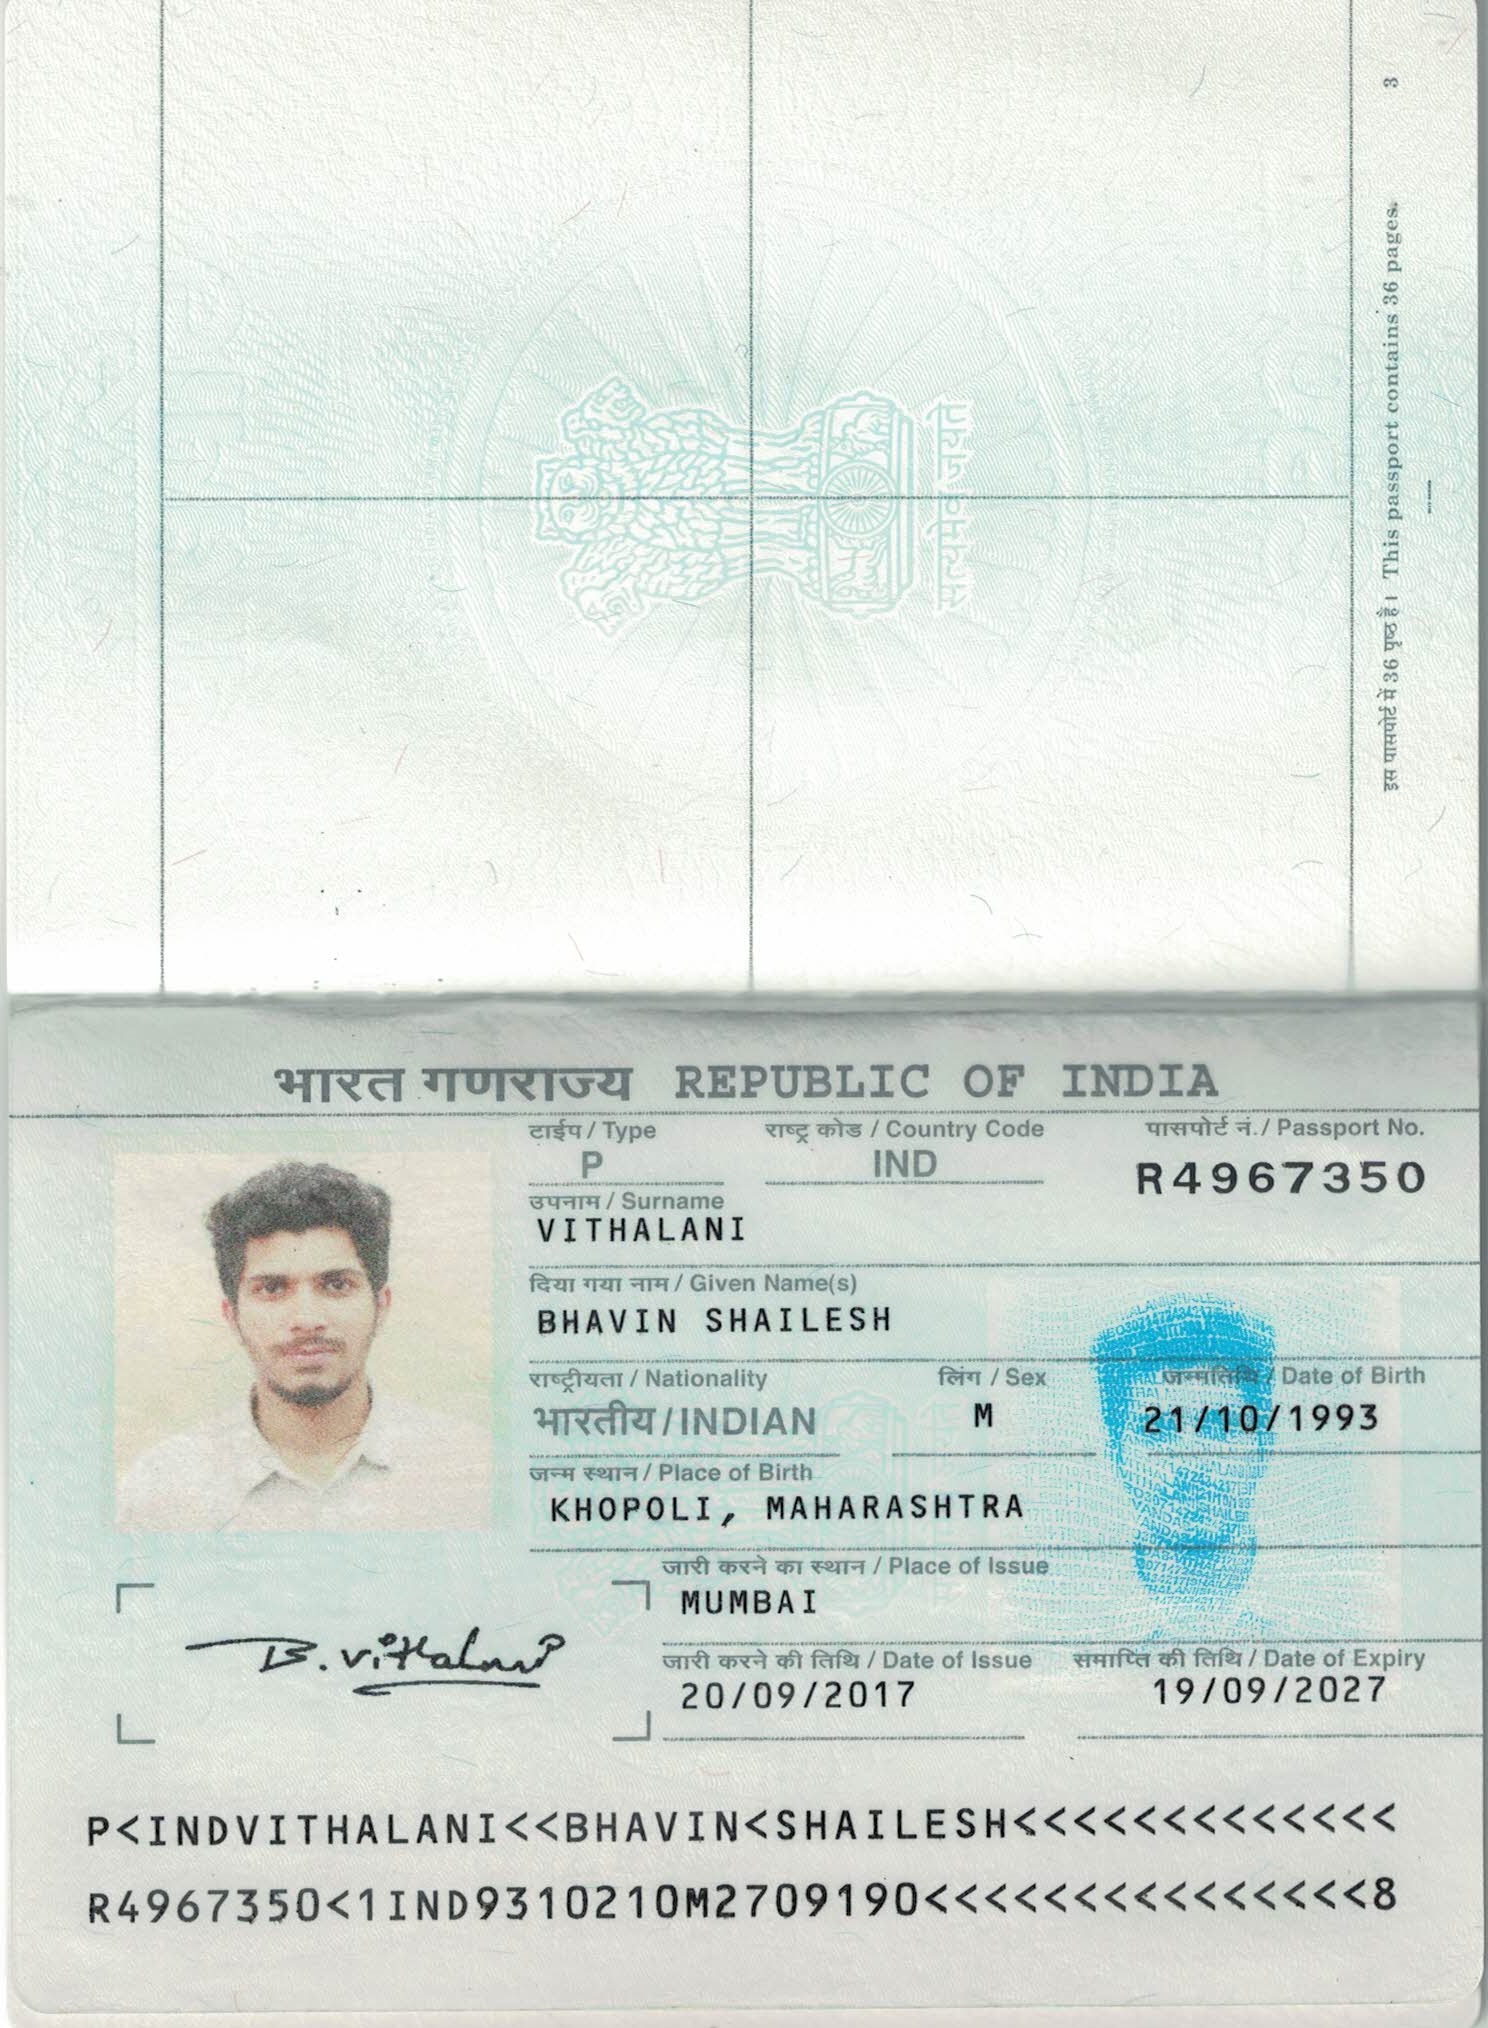 3
इस पासपोर्ट में 36 पृष्ठ हैं। This passport contains 36 pages.
भारत गणराज्य REPUBLIC OF INDIA
टाईप / Type राष्ट्र कोड / Country Code पासपोर्ट नं. / Passport No.
P IND R4967350
उपनाम / Surname
VITHALANI
दिया गया नाम / Given Name(s)
BHAVIN SHAILESH
राष्ट्रीयता / Nationality लिंग / Sex जन्मतिथि / Date of Birth
भारतीय / INDIAN M 21/10/1993
जन्म स्थान / Place of Birth
KHOPOLI, MAHARASHTRA
जारी करने का स्थान / Place of Issue
MUMBAI
B. vithalani
जारी करने की तिथि / Date of Issue समाप्ति की तिथि / Date of Expiry
20/09/2017 19/09/2027
P<INDVITHALANI<<BHAVIN<SHAILESH<<<<<<<<<<<<<
R4967350<1IND9310210M2709190<<<<<<<<<<<<<<<8